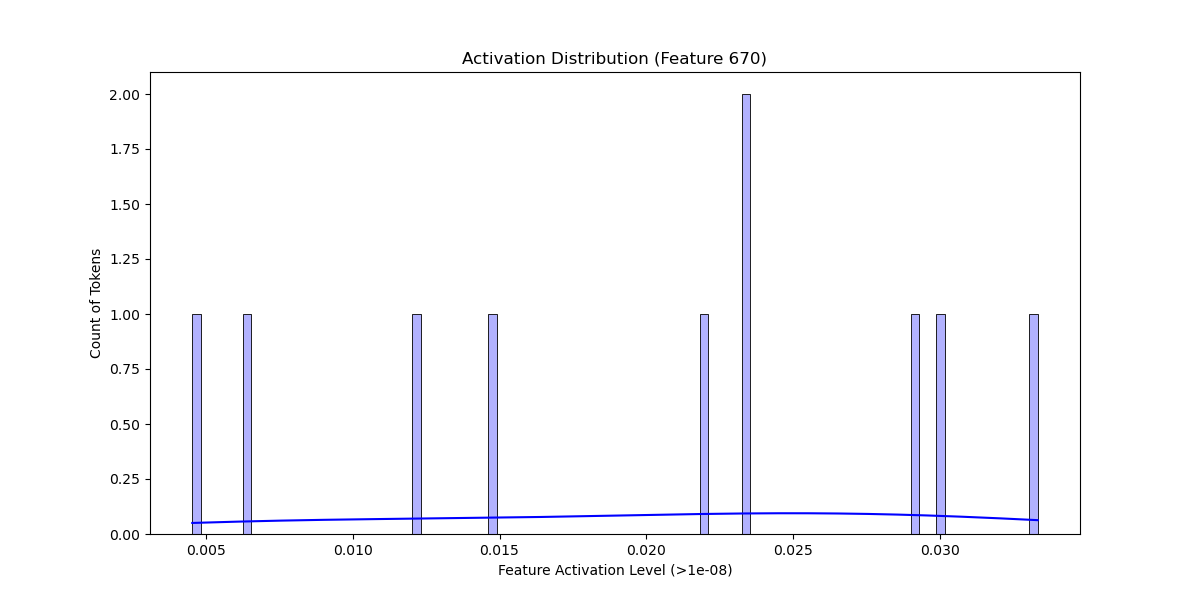 Activation Distribution (Feature 670)
2.00
1.75
1.50
1.25
1.00
0.75
0.50
0.25
0.00
Count of Tokens
0.005 0.010 0.015 0.020 0.025 0.030
Feature Activation Level (>1e-08)